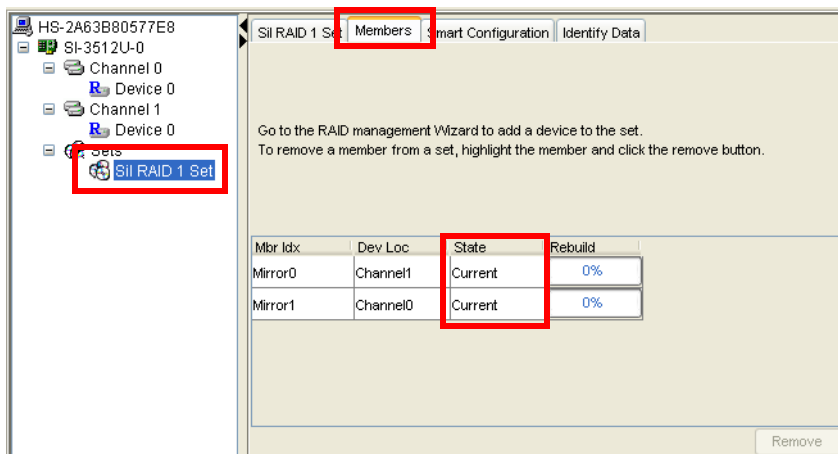 HS-2A63B80577E8
SI-3512U-0
Channel 0
Device 0
Channel 1
Device 0
Sets
Sil RAID 1 Set
Sil RAID 1 Set Members Smart Configuration Identify Data
Go to the RAID management Wizard to add a device to the set.
To remove a member from a set, highlight the member and click the remove button.
Mbr Idx Dev Loc State Rebuild
Mirror0 Channel1 Current 0%
Mirror1 Channel0 Current 0%
Remove